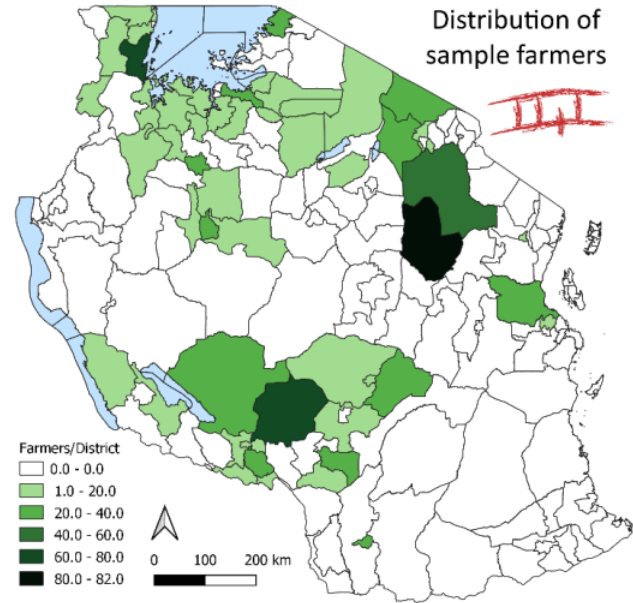 Distribution of
sample farmers
Farmers/District
0.0 - 0.0
1.0 - 20.0
20.0 - 40.0
40.0 - 60.0
60.0 - 80.0
80.0 - 82.0
0 100 200 km